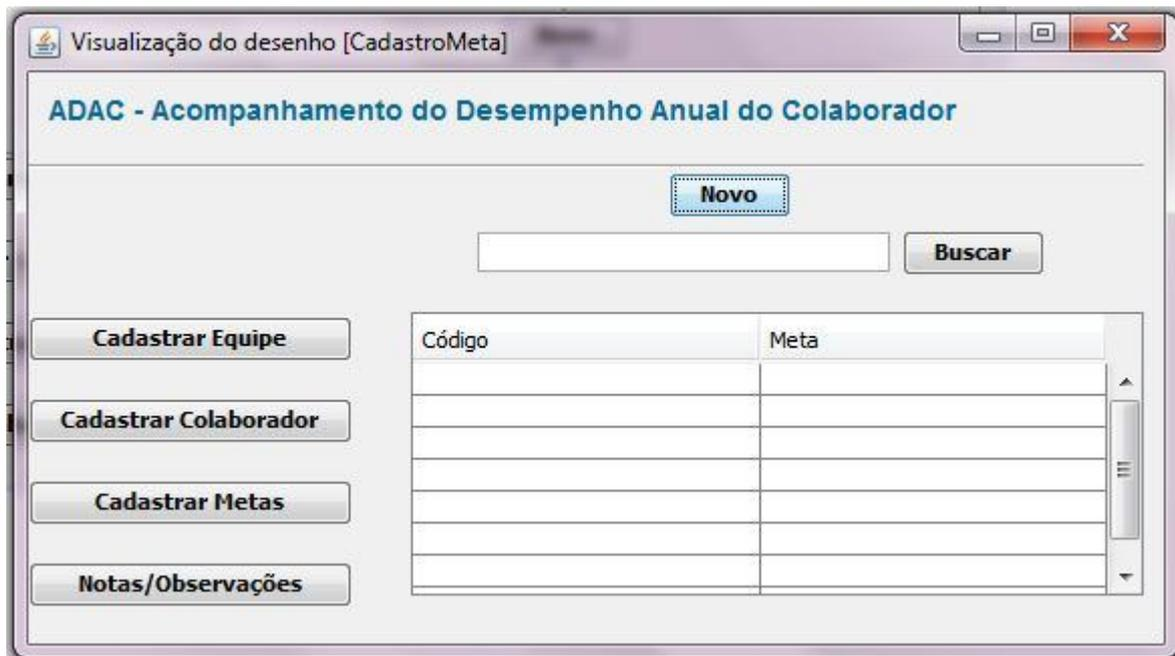 Visualização do desenho [CadastroMeta]
ADAC - Acompanhamento do Desempenho Anual do Colaborador
Novo
Buscar
Cadastrar Equipe
Código Meta
Cadastrar Colaborador
Cadastrar Metas
Notas/Observações